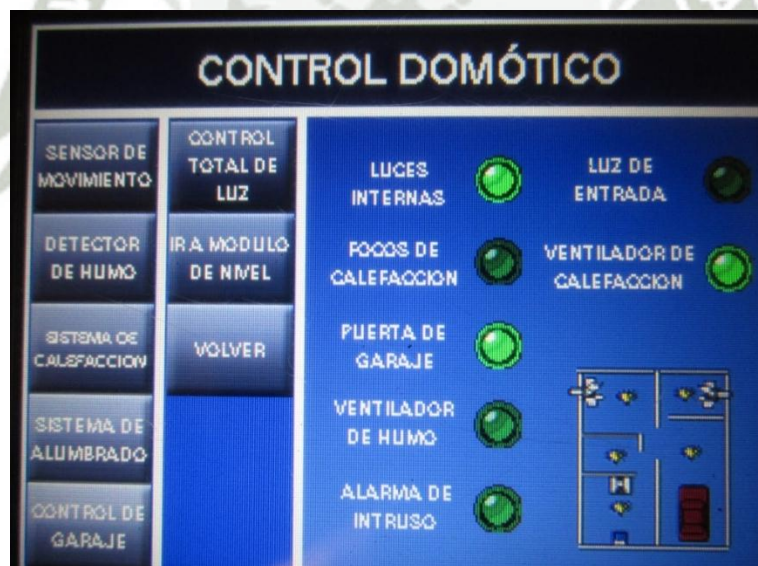 CONTROL DOMÓTICO
SENSOR DE
MOVIMIENTO
DETECTOR
DE HUMO
SISTEMA DE
CALEFACCION
SISTEMA DE
ALUMBRADO
CONTROL DE
GARAJE
CONTROL
TOTAL DE
LUZ
IR A MODULO
DE NIVEL
VOLVER
LUCES
INTERNAS
FOCOS DE
CALEFACCION
PUERTA DE
GARAJE
VENTILADOR
DE HUMO
ALARMA DE
INTRUSO
LUZ DE
ENTRADA
VENTILADOR DE
CALEFACCION